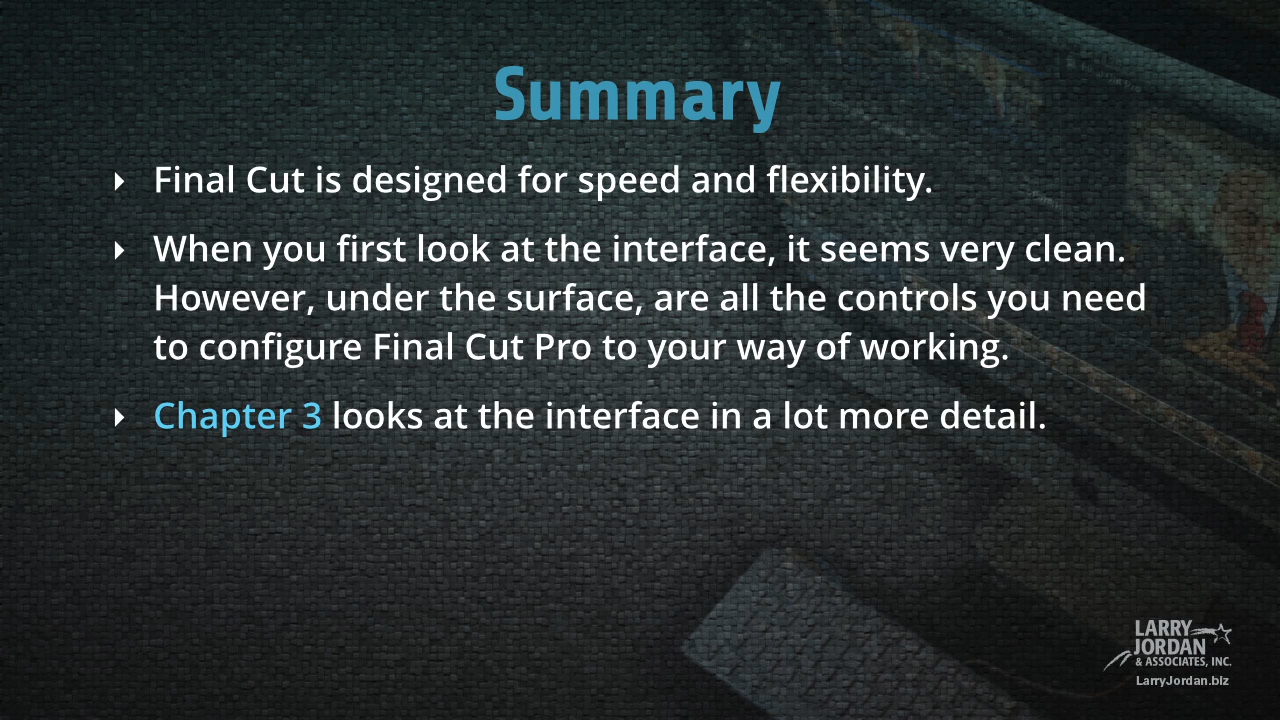 Summary
Final Cut is designed for speed and flexibility.
When you first look at the interface, it seems very clean.
However, under the surface, are all the controls you need
to configure Final Cut Pro to your way of working.
Chapter 3 looks at the interface in a lot more detail.
LARRY
JORDAN
& ASSOCIATES, INC.
LarryJordan.biz